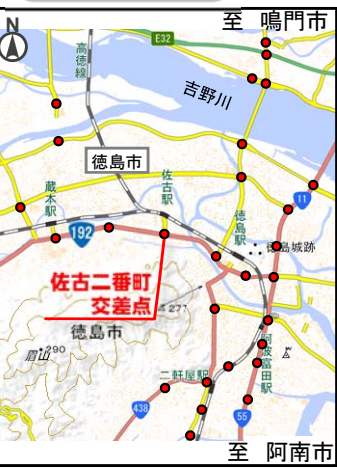 N
至 鳴門市
E32
高徳線
吉野川
徳島市
佐古駅
蔵本駅
11
徳島駅
192
徳島城跡
佐古二番町
交差点
277
徳島市
眉山
290
阿波富田駅
二軒屋駅
438
55
至 阿南市